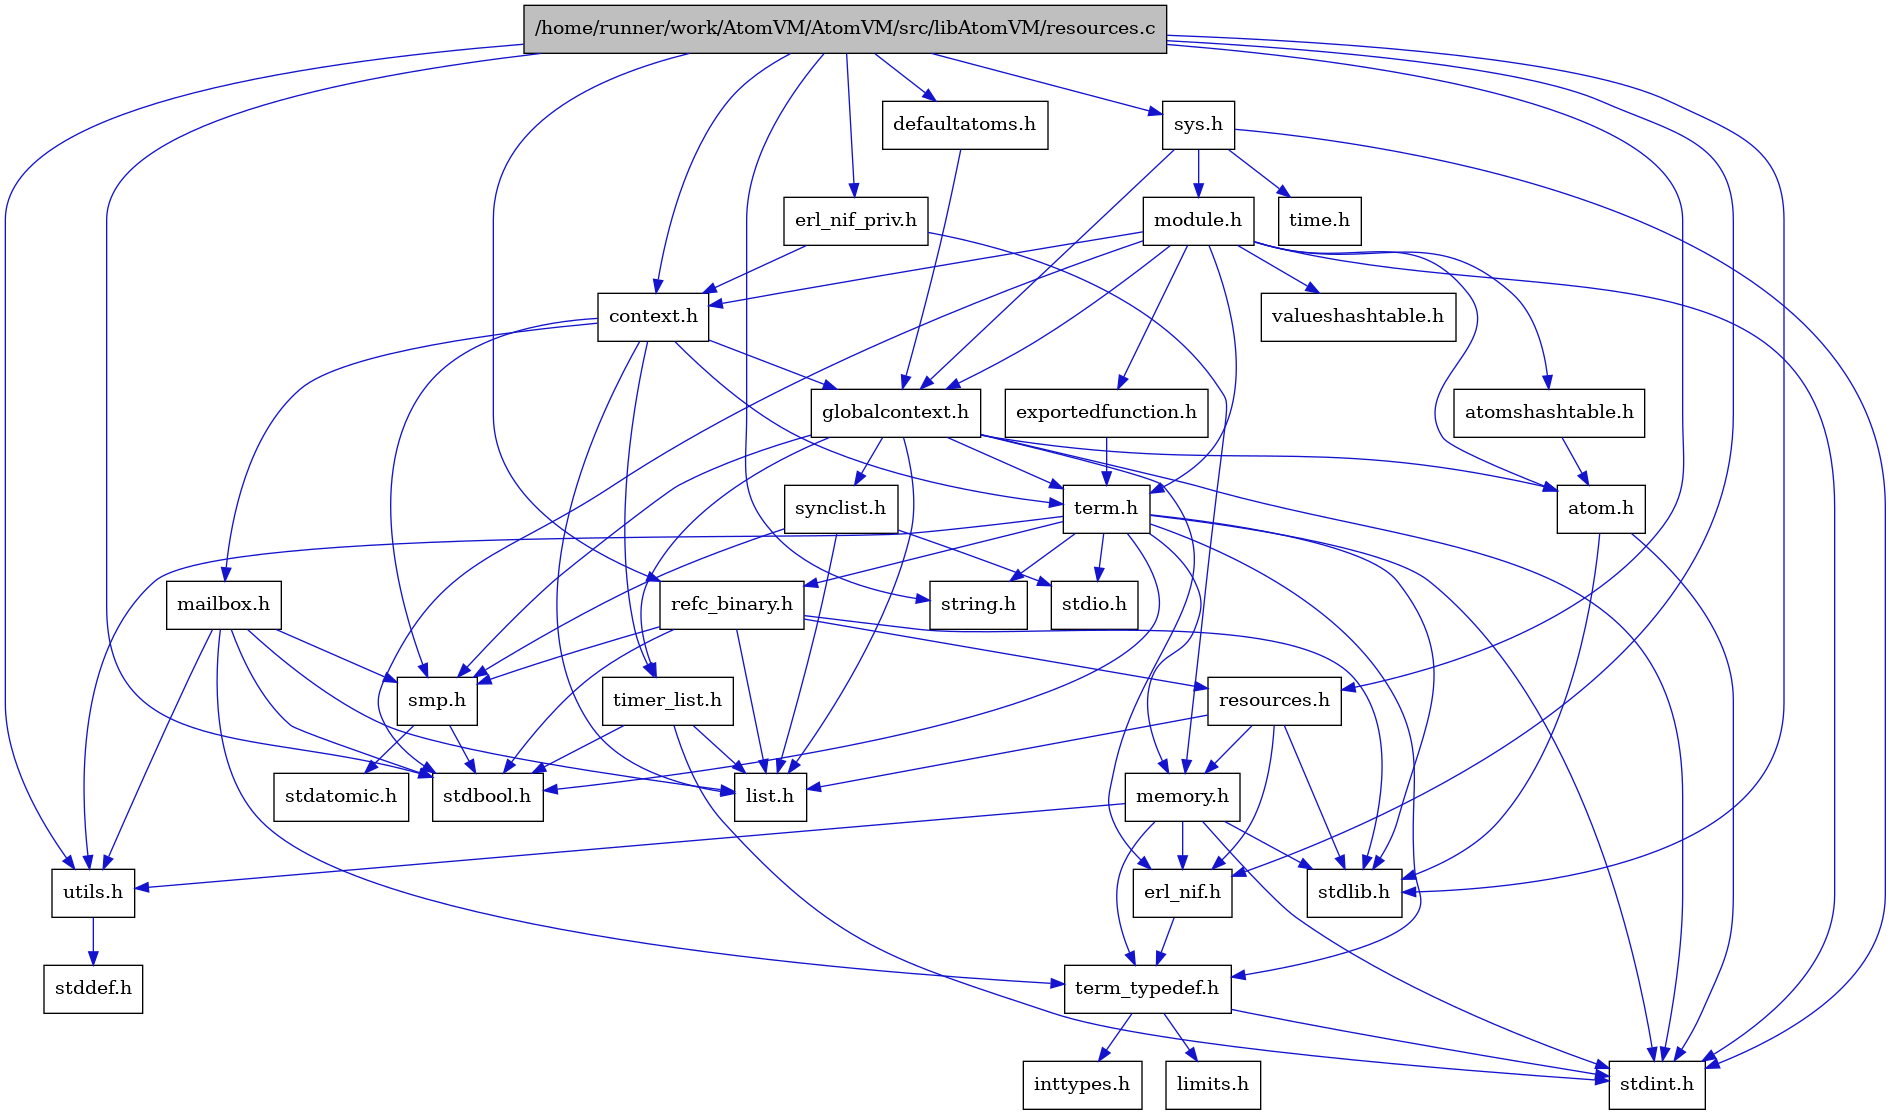 /home/runner/work/AtomVM/AtomVM/src/libAtomVM/resources.c
defaultatoms.h
sys.h
erl_nif_priv.h
module.h
time.h
context.h
valueshashtable.h
globalcontext.h
exportedfunction.h
atomshashtable.h
synclist.h
term.h
atom.h
mailbox.h
refc_binary.h
string.h
stdio.h
smp.h
timer_list.h
resources.h
stdatomic.h
stdbool.h
list.h
memory.h
utils.h
erl_nif.h
stdlib.h
stddef.h
term_typedef.h
inttypes.h
limits.h
stdint.h